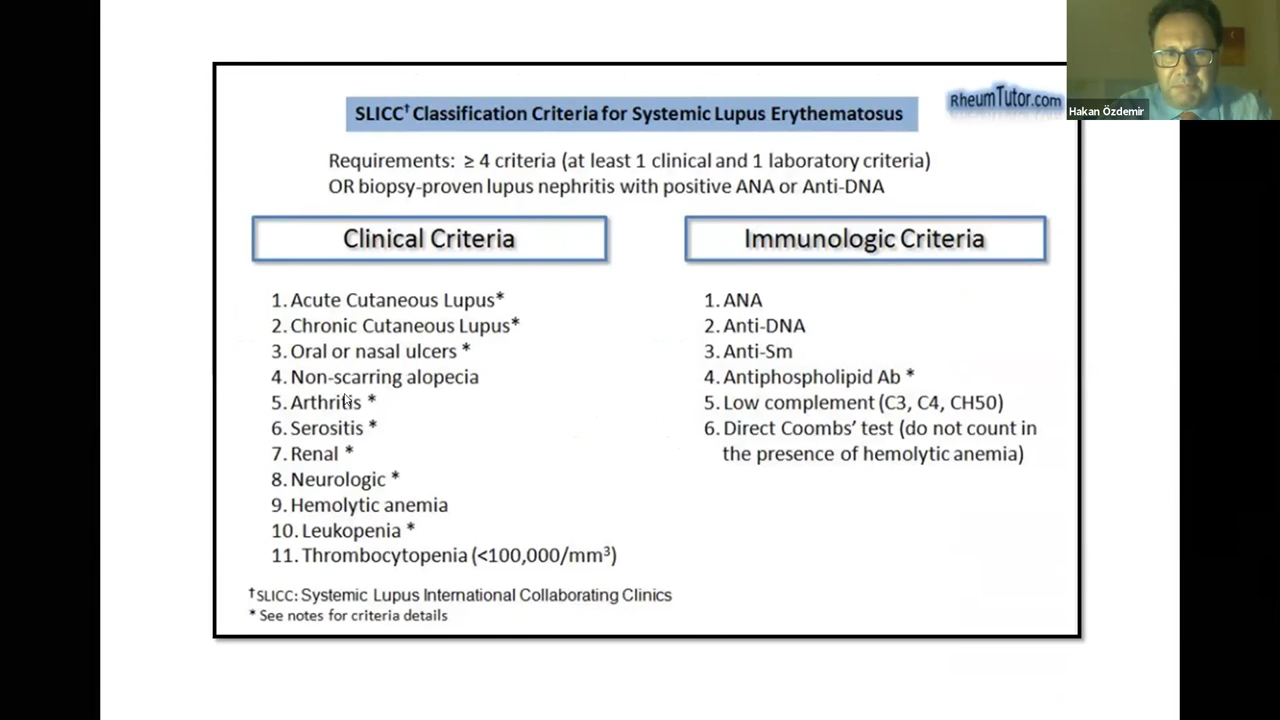 SLICC† Classification Criteria for Systemic Lupus Erythematosus
RheumTutor.com
Hakan Özdemir
Requirements: ≥ 4 criteria (at least 1 clinical and 1 laboratory criteria)
OR biopsy-proven lupus nephritis with positive ANA or Anti-DNA
Clinical Criteria
1. Acute Cutaneous Lupus*
2. Chronic Cutaneous Lupus*
3. Oral or nasal ulcers *
4. Non-scarring alopecia
5. Arthritis *
6. Serositis *
7. Renal *
8. Neurologic *
9. Hemolytic anemia
10. Leukopenia *
11. Thrombocytopenia (<100,000/mm³)
Immunologic Criteria
1. ANA
2. Anti-DNA
3. Anti-Sm
4. Antiphospholipid Ab *
5. Low complement (C3, C4, CH50)
6. Direct Coombs’ test (do not count in
the presence of hemolytic anemia)
†SLICC: Systemic Lupus International Collaborating Clinics
* See notes for criteria details